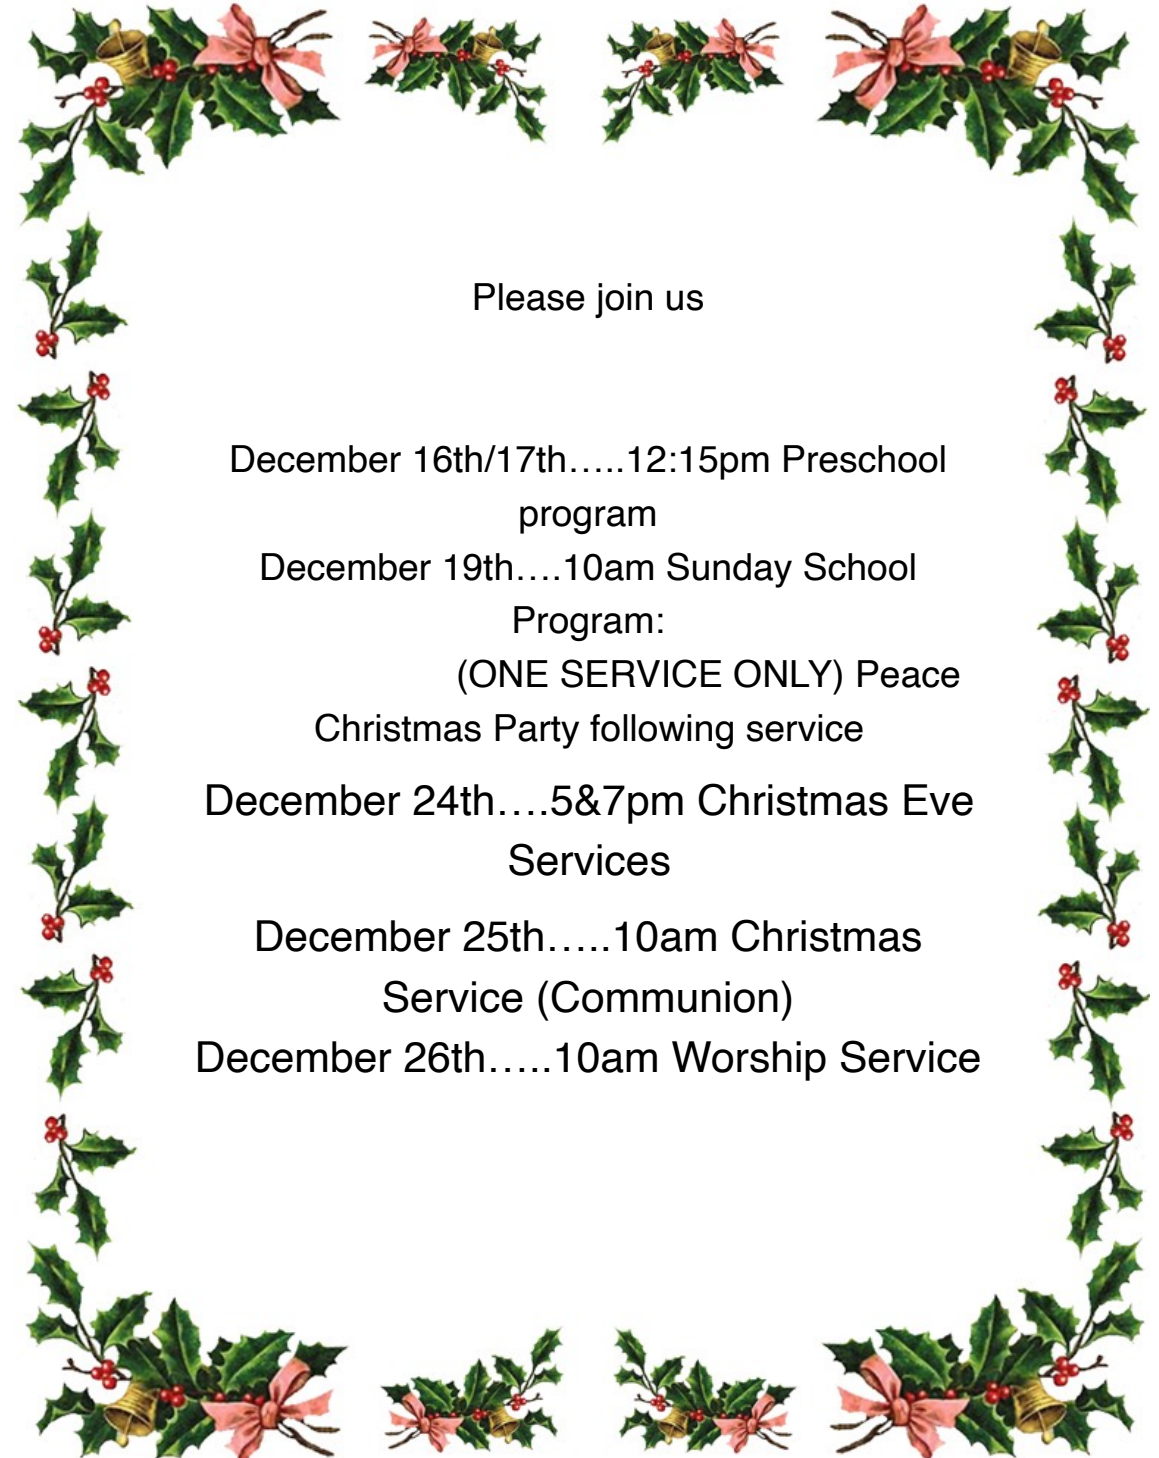 Please join us
December 16th/17th…..12:15pm Preschool
program
December 19th….10am Sunday School
Program:
(ONE SERVICE ONLY) Peace
Christmas Party following service
December 24th….5&7pm Christmas Eve
Services
December 25th…..10am Christmas
Service (Communion)
December 26th…..10am Worship Service